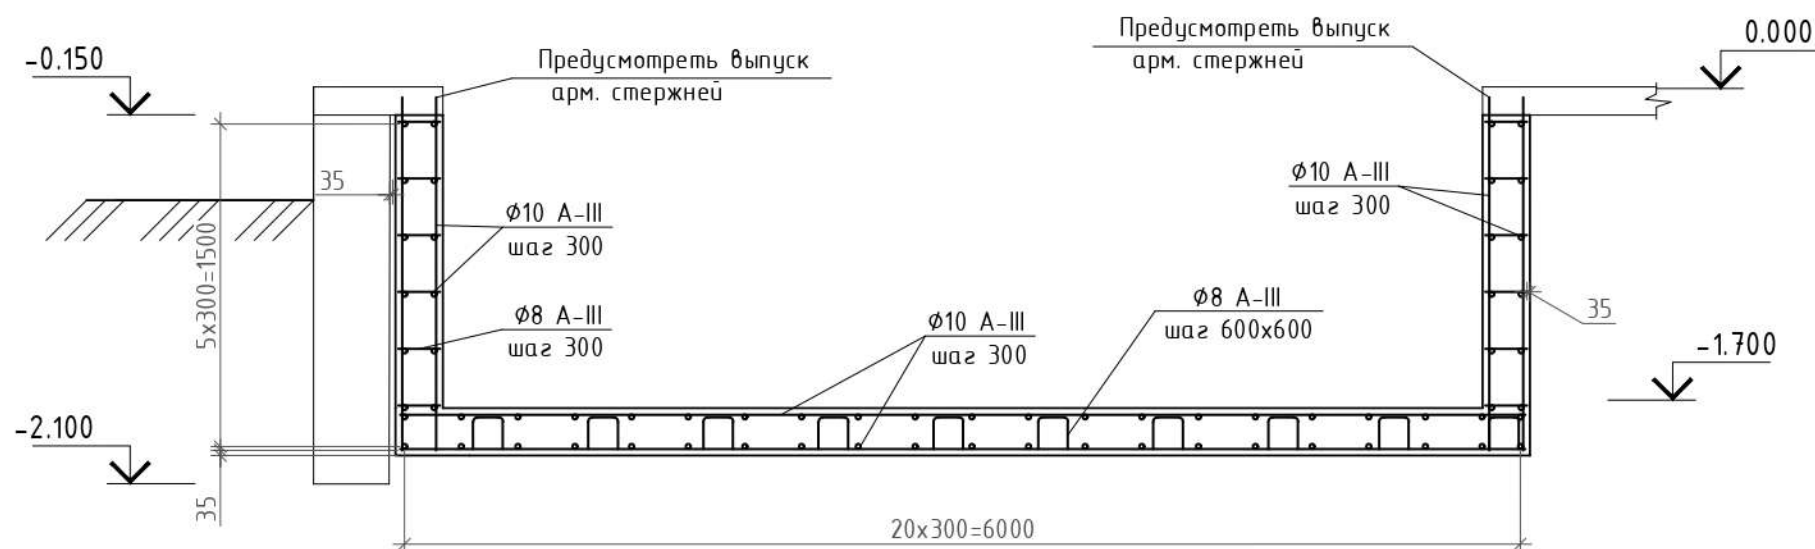 Предусмотреть выпуск
арм. стержней
0.000
-0.150
Предусмотреть выпуск
арм. стержней
35
Ø10 А-III
шаг 300
Ø10 А-III
шаг 300
5х300=1500
Ø8 А-III
шаг 300
Ø10 А-III
шаг 300
Ø8 А-III
шаг 600х600
35
-1.700
-2.100
35
20х300=6000